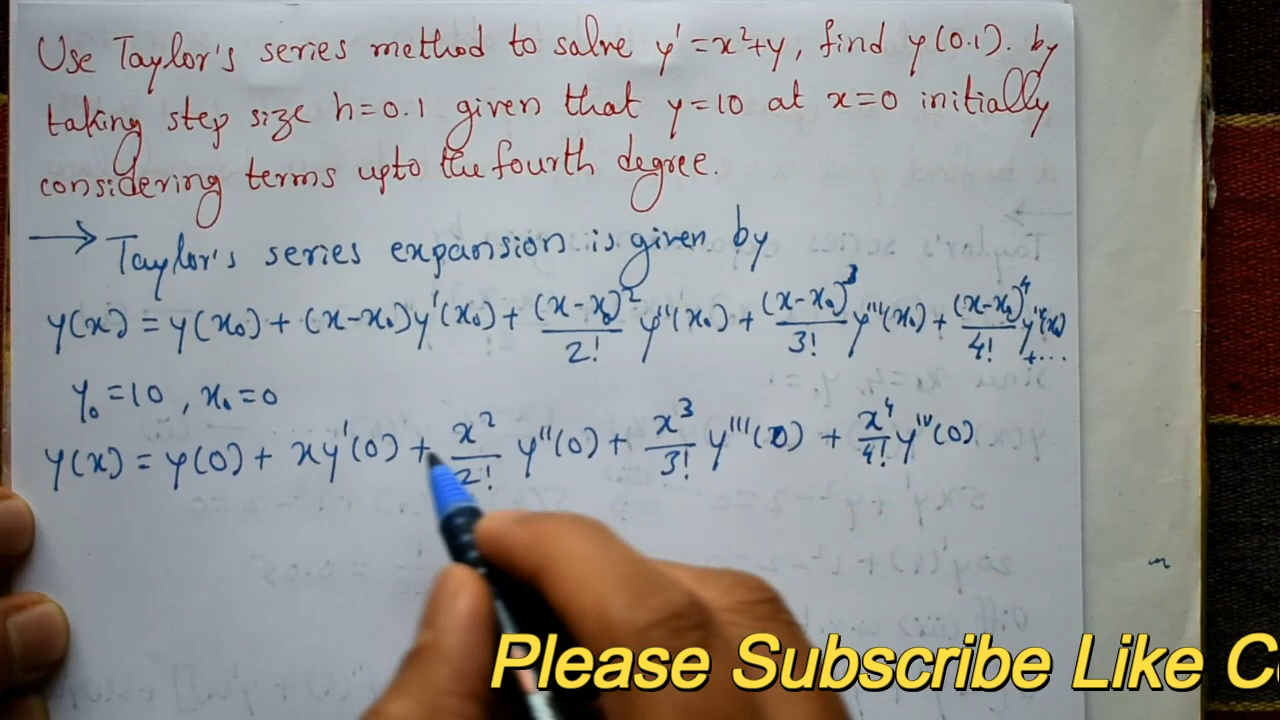 Use Taylor's series method to solve y' = x²+y, find y(0.1). by
taking step size h=0.1 given that y=10 at x=0 initially
considering terms upto the fourth degree.
→ Taylor's series expansion is given by
y(x) = y(x₀) + (x-x₀)y'(x₀) + (x-x₀)²/2! y''(x₀) + (x-x₀)³/3! y'''(x₀) + (x-x₀)⁴/4! y'ᵛ(x₀) + ...
y₀ = 10 , x₀ = 0
y(x) = y(0) + xy'(0) + x²/2! y''(0) + x³/3! y'''(0) + x⁴/4! y'ᵛ(0)
Please Subscribe Like C